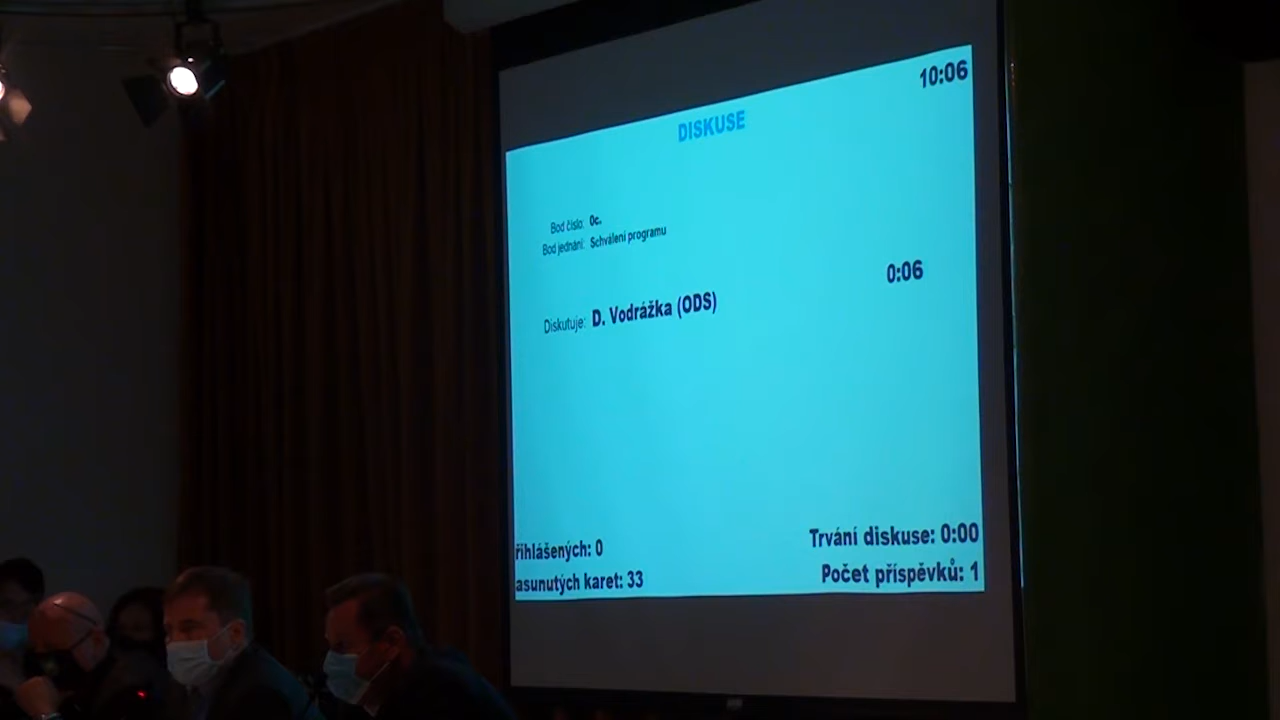 10:06
DISKUSE
Bod číslo: 0c.
Bod jednání: Schválení programu
0:06
Diskutuje: D. Vodrážka (ODS)
řihlášených: 0
Trvání diskuse: 0:00
asunutých karet: 33
Počet příspěvků: 1